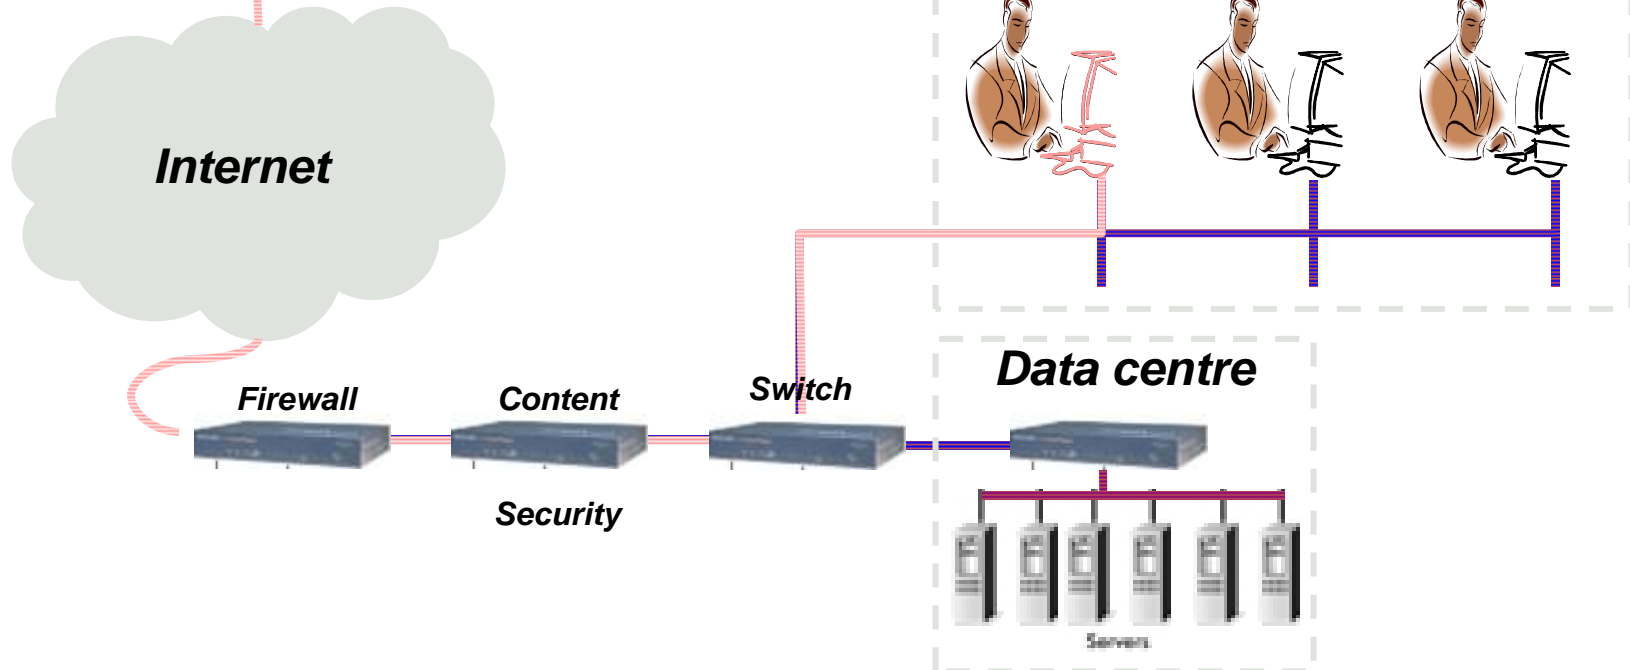 Internet
Data centre
Firewall
Content
Switch
Security
Servers